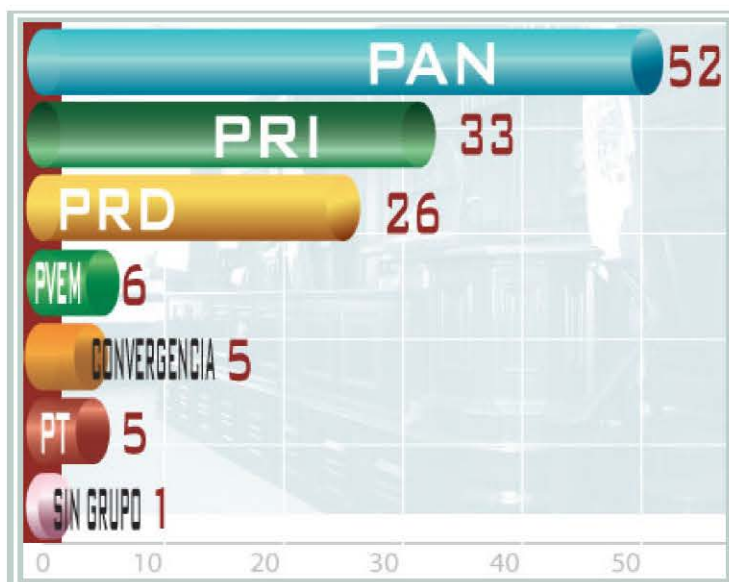 PAN 52
PRI 33
PRD 26
PVEM 6
CONVERGENCIA 5
PT 5
SIN GRUPO 1
0 10 20 30 40 50